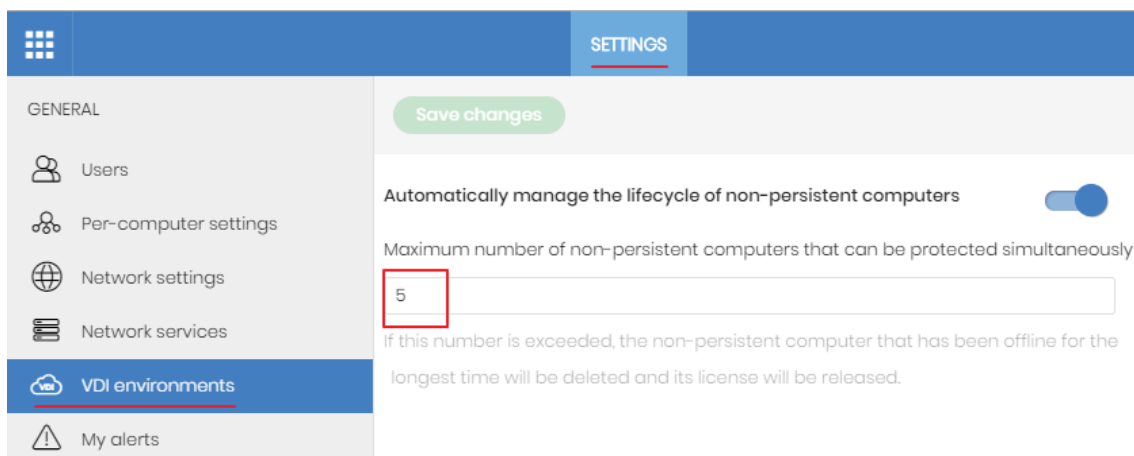 SETTINGS
GENERAL
Save changes
Users
Per-computer settings
Network settings
Network services
VDI
VDI environments
My alerts
Automatically manage the lifecycle of non-persistent computers
Maximum number of non-persistent computers that can be protected simultaneously
5
If this number is exceeded, the non-persistent computer that has been offline for the
longest time will be deleted and its license will be released.